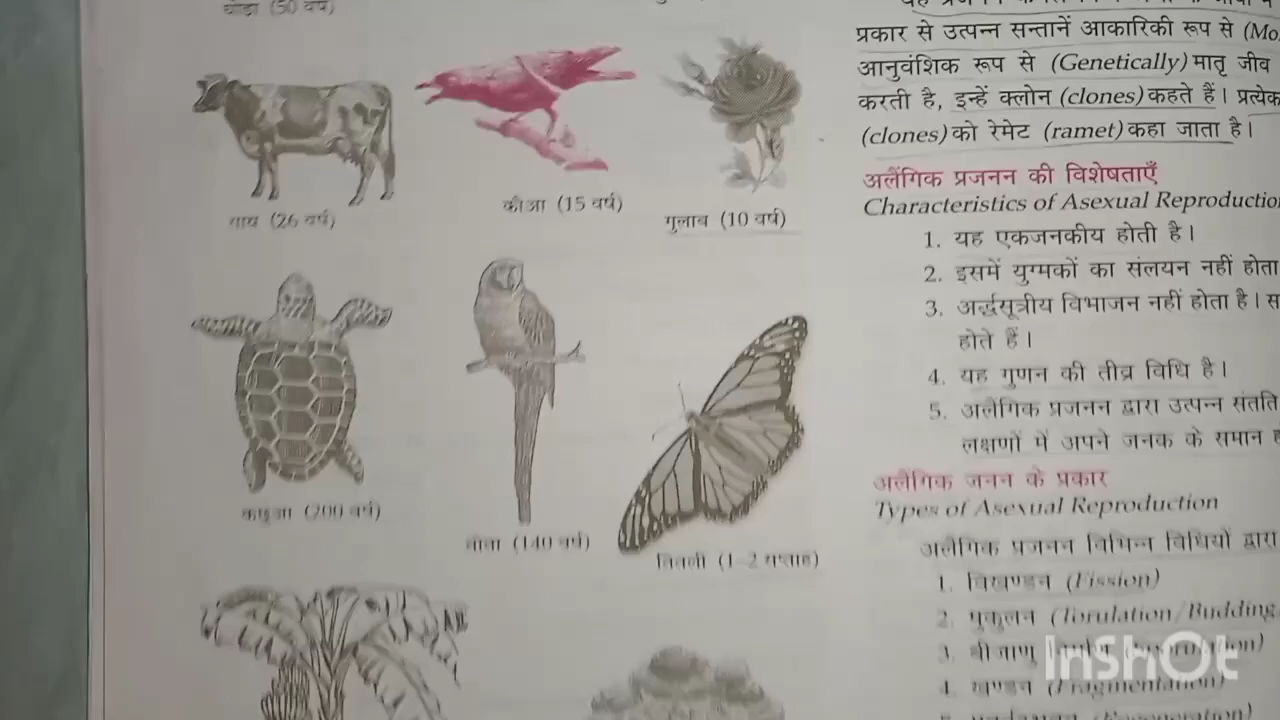 घोड़ा (50 वर्ष)
गाय (26 वर्ष)
कौआ (15 वर्ष)
गुलाब (10 वर्ष)
कछुआ (200 वर्ष)
तोता (140 वर्ष)
तितली (1-2 सप्ताह)
प्रकार से उत्पन्न सन्तानें आकारिकी रूप से (Mo
आनुवंशिक रूप से (Genetically) मातृ जीव
करती है, इन्हें क्लोन (clones) कहते हैं। प्रत्येक
(clones) को रेमेट (ramet) कहा जाता है।
अलैंगिक प्रजनन की विशेषताएँ
Characteristics of Asexual Reproductio
1. यह एकजनकीय होती है।
2. इसमें युग्मकों का संलयन नहीं होता
3. अर्द्धसूत्रीय विभाजन नहीं होता है। स
होते हैं।
4. यह गुणन की तीव्र विधि है।
5. अलैंगिक प्रजनन द्वारा उत्पन्न संतति
लक्षणों में अपने जनक के समान ह
अलैंगिक जनन के प्रकार
Types of Asexual Reproduction
अलैंगिक प्रजनन विभिन्न विधियों द्वारा
1. विखण्डन (Fission)
2. मुकुलन (Torulation/Budding
3. बीजाणु
4. खण्डन (Fragmentation)
InShOt